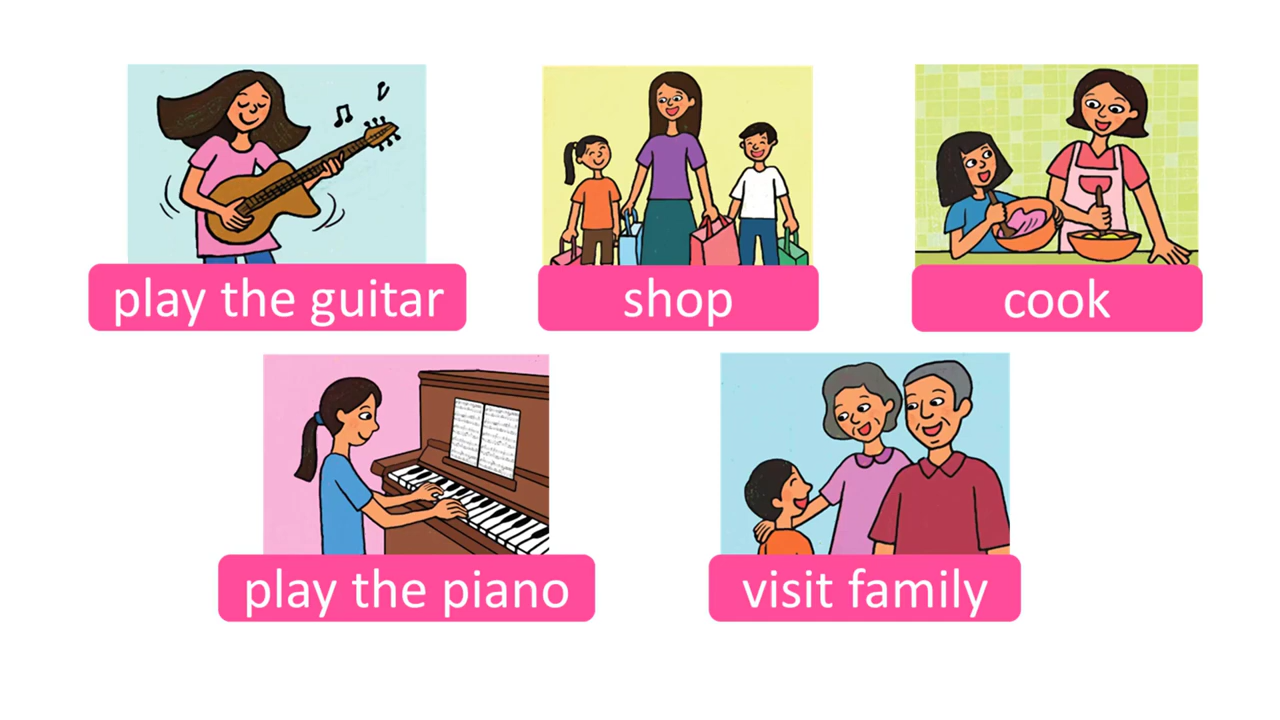 play the guitar
shop
cook
play the piano
visit family